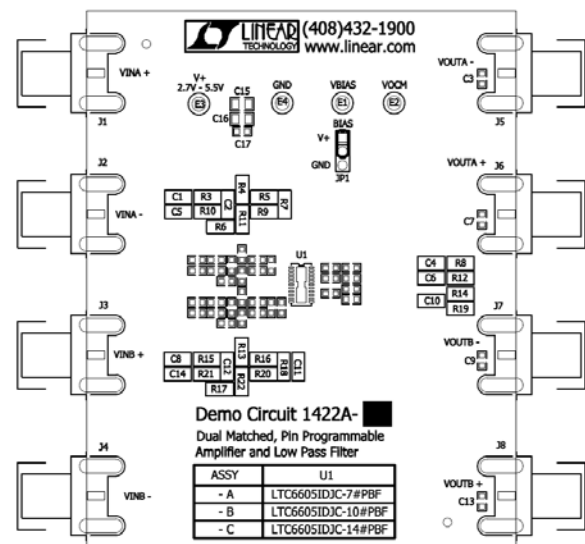 LINEAR (408)432-1900
TECHNOLOGY www.linear.com
VINA +
J1
V+
2.7V - 5.5V
E3
C15
C16
C17
GND
E4
VBIAS
E1
VOCM
E2
BIAS
V+
GND
JP1
VOUTA -
C3
J5
J2
VINA -
C1 R3 C2 R4 R5 R7
C5 R10 R11 R9
R6
VOUTA +
J6
C7
U1
C4 R8
C6 R12
C10 R14
R19
J3
VINB +
C8 R15 C12 R13 R16 R18 C11
C14 R21 R22 R20
R17
J7
VOUTB -
C9
J4
VINB -
J8
VOUTB +
C13
Demo Circuit 1422A-
Dual Matched, Pin Programmable
Amplifier and Low Pass Filter
ASSY U1
- A LTC6605IDJC-7#PBF
- B LTC6605IDJC-10#PBF
- C LTC6605IDJC-14#PBF